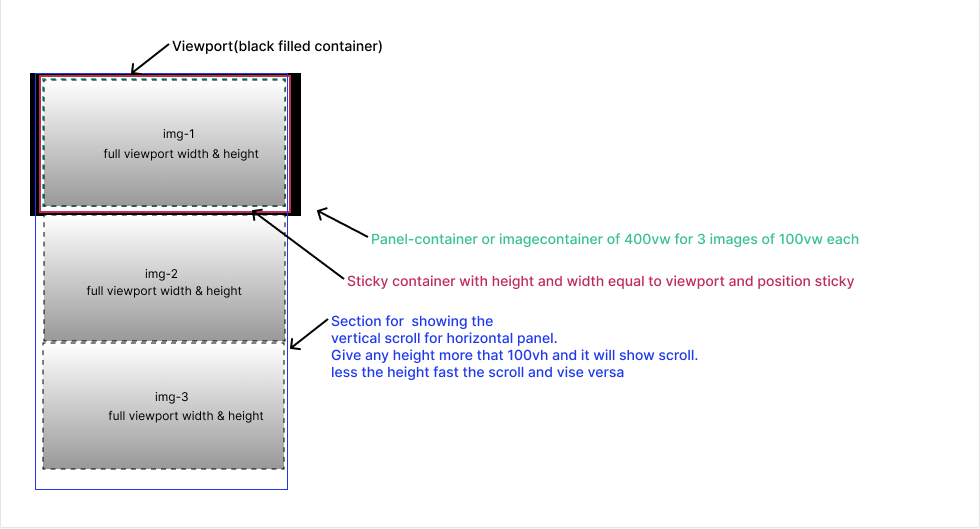 Viewport(black filled container)
img-1
full viewport width & height
Panel-container or imagecontainer of 400vw for 3 images of 100vw each
img-2
full viewport width & height
Sticky container with height and width equal to viewport and position sticky
Section for  showing the
vertical scroll for horizontal panel.
Give any height more that 100vh and it will show scroll.
less the height fast the scroll and vise versa
img-3
full viewport width & height